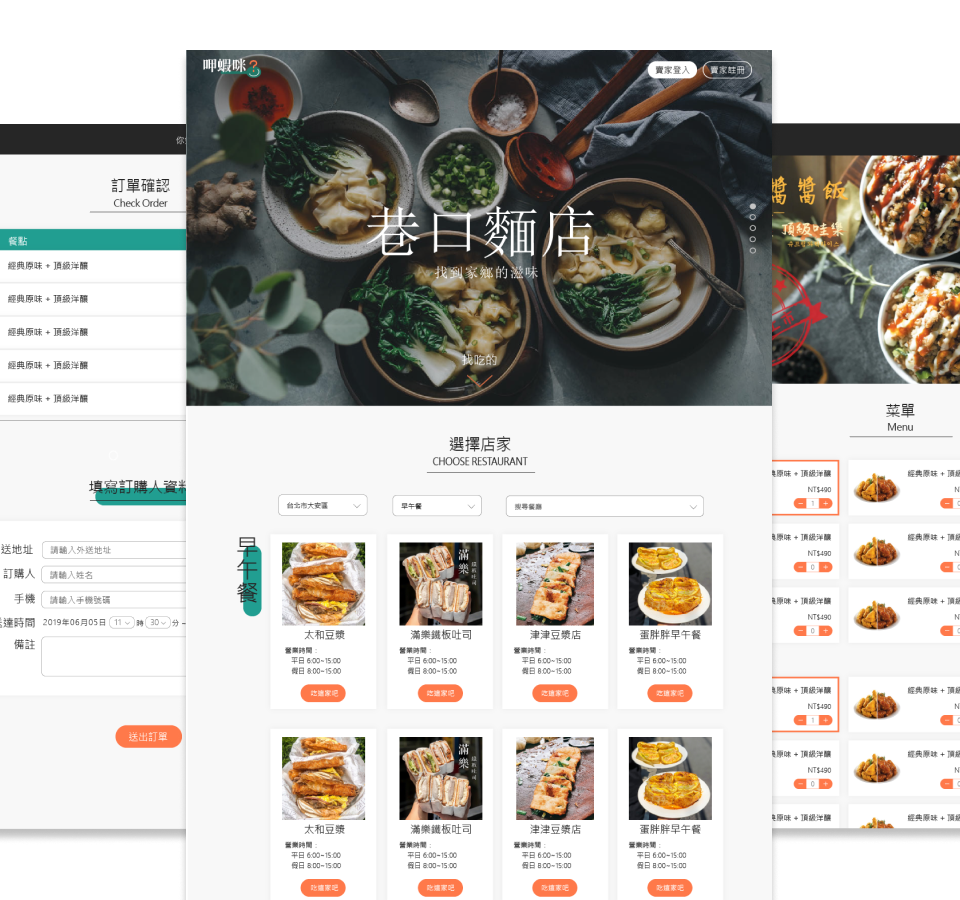 呷蝦咪
賣家登入
賣家註冊
巷口麵店
找到家鄉的滋味
找吃的
選擇店家
CHOOSE RESTAURANT
台北市大安區
早午餐
搜尋餐廳
早午餐
太和豆漿
營業時間：
平日 6:00~15:00
假日 8:00~15:00
吃這家吧
滿樂鐵板吐司
營業時間：
平日 6:00~15:00
假日 8:00~15:00
吃這家吧
津津豆漿店
營業時間：
平日 6:00~15:00
假日 8:00~15:00
吃這家吧
蛋胖胖早午餐
營業時間：
平日 6:00~15:00
假日 8:00~15:00
吃這家吧
滿樂
太和豆漿
營業時間：
平日 6:00~15:00
假日 8:00~15:00
吃這家吧
滿樂鐵板吐司
營業時間：
平日 6:00~15:00
假日 8:00~15:00
吃這家吧
津津豆漿店
營業時間：
平日 6:00~15:00
假日 8:00~15:00
吃這家吧
蛋胖胖早午餐
營業時間：
平日 6:00~15:00
假日 8:00~15:00
吃這家吧
滿樂
訂單確認
Check Order
餐點
經典原味 + 頂級洋釀
經典原味 + 頂級洋釀
經典原味 + 頂級洋釀
經典原味 + 頂級洋釀
經典原味 + 頂級洋釀
填寫訂購人資料
送地址
請輸入外送地址
訂購人
請輸入姓名
手機
請輸入手機號碼
送達時間
2019年06月05日 11 時 30 分 ~
備註
送出訂單
醬醬飯
頂級哇集
菜單
Menu
原味 + 頂級洋釀
NT$490
- 1 +
經典原味 + 頂級
原味 + 頂級洋釀
NT$490
- 0 +
經典原味 + 頂級
原味 + 頂級洋釀
NT$490
- 0 +
經典原味 + 頂級
原味 + 頂級洋釀
NT$490
- 1 +
經典原味 + 頂級
原味 + 頂級洋釀
NT$490
- 0 +
經典原味 + 頂級
原味 + 頂級洋釀
經典原味 + 頂級